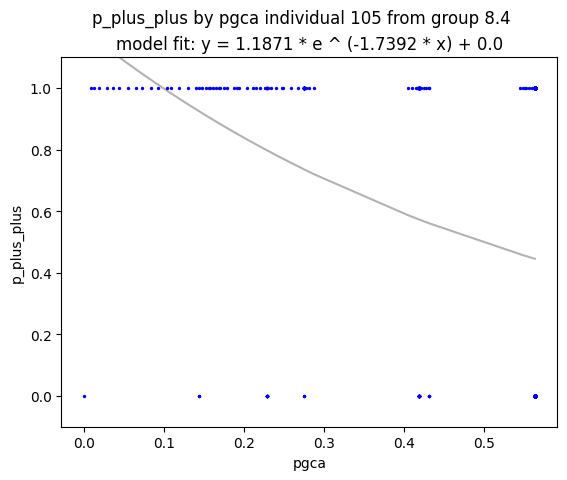 p_plus_plus by pgca individual 105 from group 8.4
model fit: y = 1.1871 * e ^ (-1.7392 * x) + 0.0
1.0
0.8
0.6
0.4
0.2
0.0
p_plus_plus
0.0 0.1 0.2 0.3 0.4 0.5
pgca